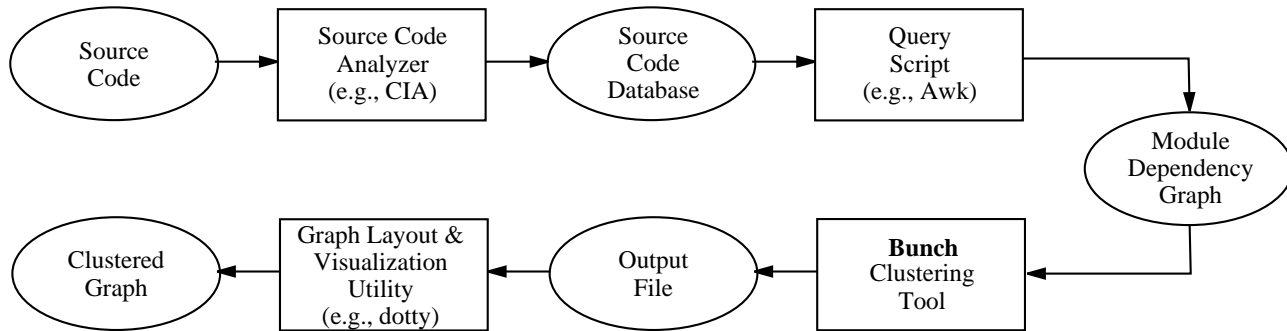 Source
Code
Source Code
Analyzer
(e.g., CIA)
Source
Code
Database
Query
Script
(e.g., Awk)
Module
Dependency
Graph
Bunch
Clustering
Tool
Output
File
Graph Layout &
Visualization
Utility
(e.g., dotty)
Clustered
Graph